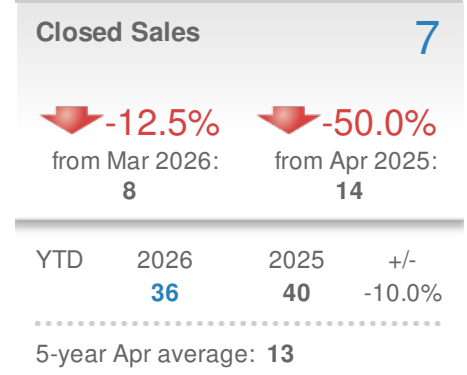 Closed Sales 7
-12.5% -50.0%
from Mar 2026: from Apr 2025:
8 14
YTD 2026 2025 +/-
36 40 -10.0%
5-year Apr average: 13